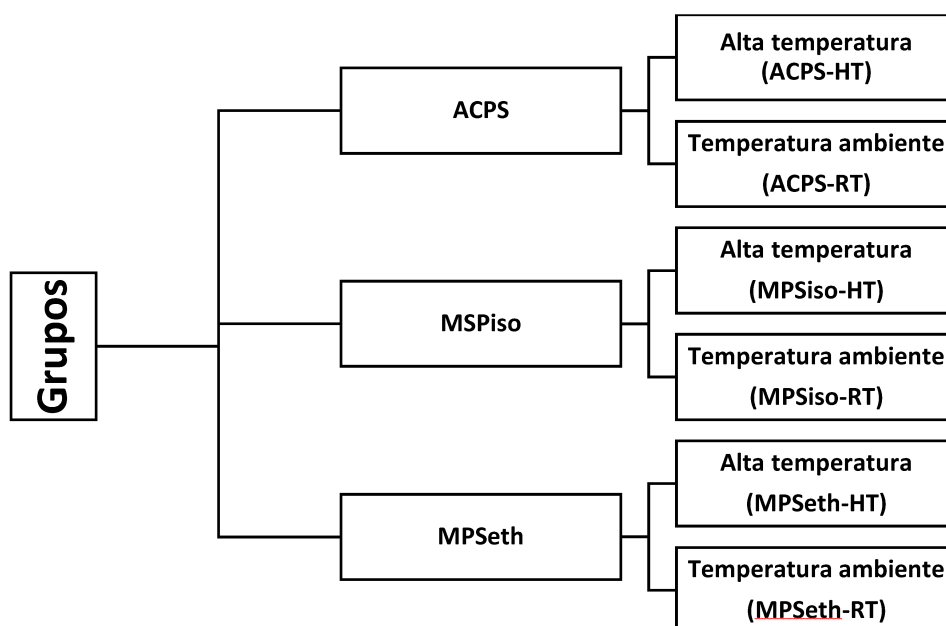 Grupos
ACPS
Alta temperatura
(ACPS-HT)
Temperatura ambiente
(ACPS-RT)
MSPiso
Alta temperatura
(MPSiso-HT)
Temperatura ambiente
(MPSiso-RT)
MPSeth
Alta temperatura
(MPSeth-HT)
Temperatura ambiente
(MPSeth-RT)